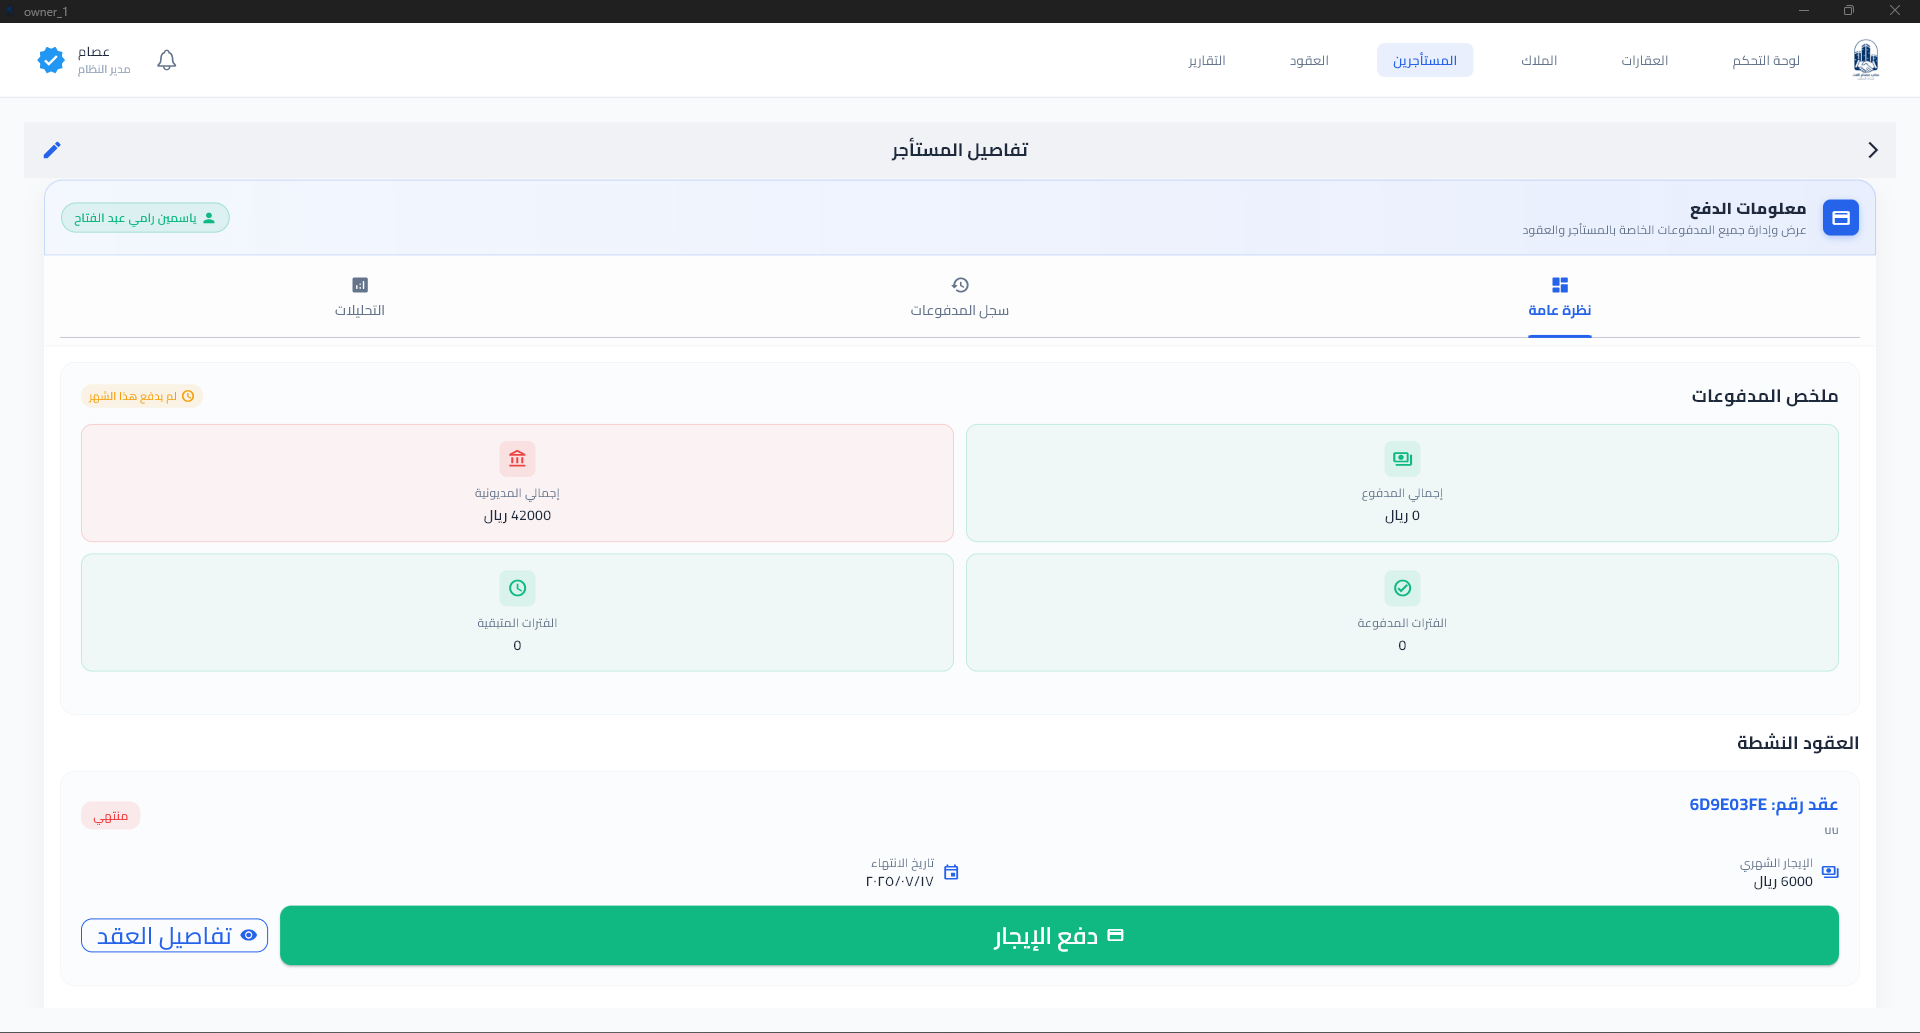 owner_1
لوحة التحكم
العقارات
الملاك
المستأجرين
العقود
التقارير
عصام
مدير النظام
تفاصيل المستأجر
معلومات الدفع
عرض وإدارة جميع المدفوعات الخاصة بالمستأجر والعقود
ياسمين رامي عبد الفتاح
نظرة عامة
سجل المدفوعات
التحليلات
ملخص المدفوعات
لم يدفع هذا الشهر
إجمالي المدفوع
0 ريال
إجمالي المديونية
42000 ريال
الفترات المدفوعة
0
الفترات المتبقية
0
العقود النشطة
عقد رقم: 6D9E03FE
منتهي
الإيجار الشهري
6000 ريال
تاريخ الانتهاء
٢٠٢٥/٠٧/١٧
دفع الإيجار
تفاصيل العقد